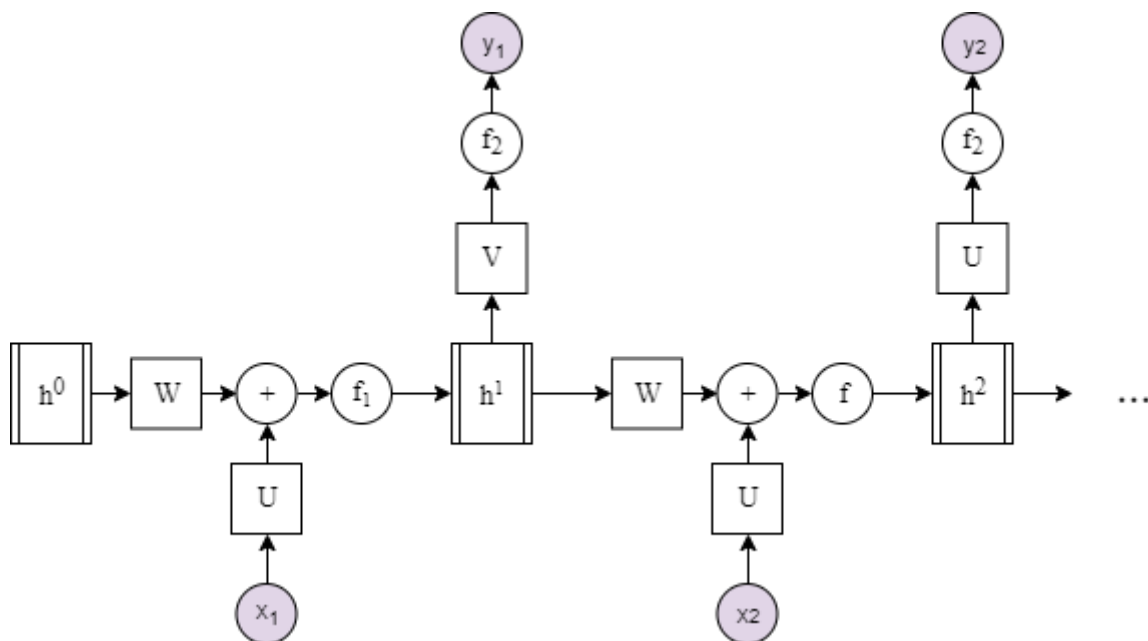 y₁ y2
f₂ f₂
V U
h⁰ W + f₁ h¹ W + f h² ...
U U
x₁ x2